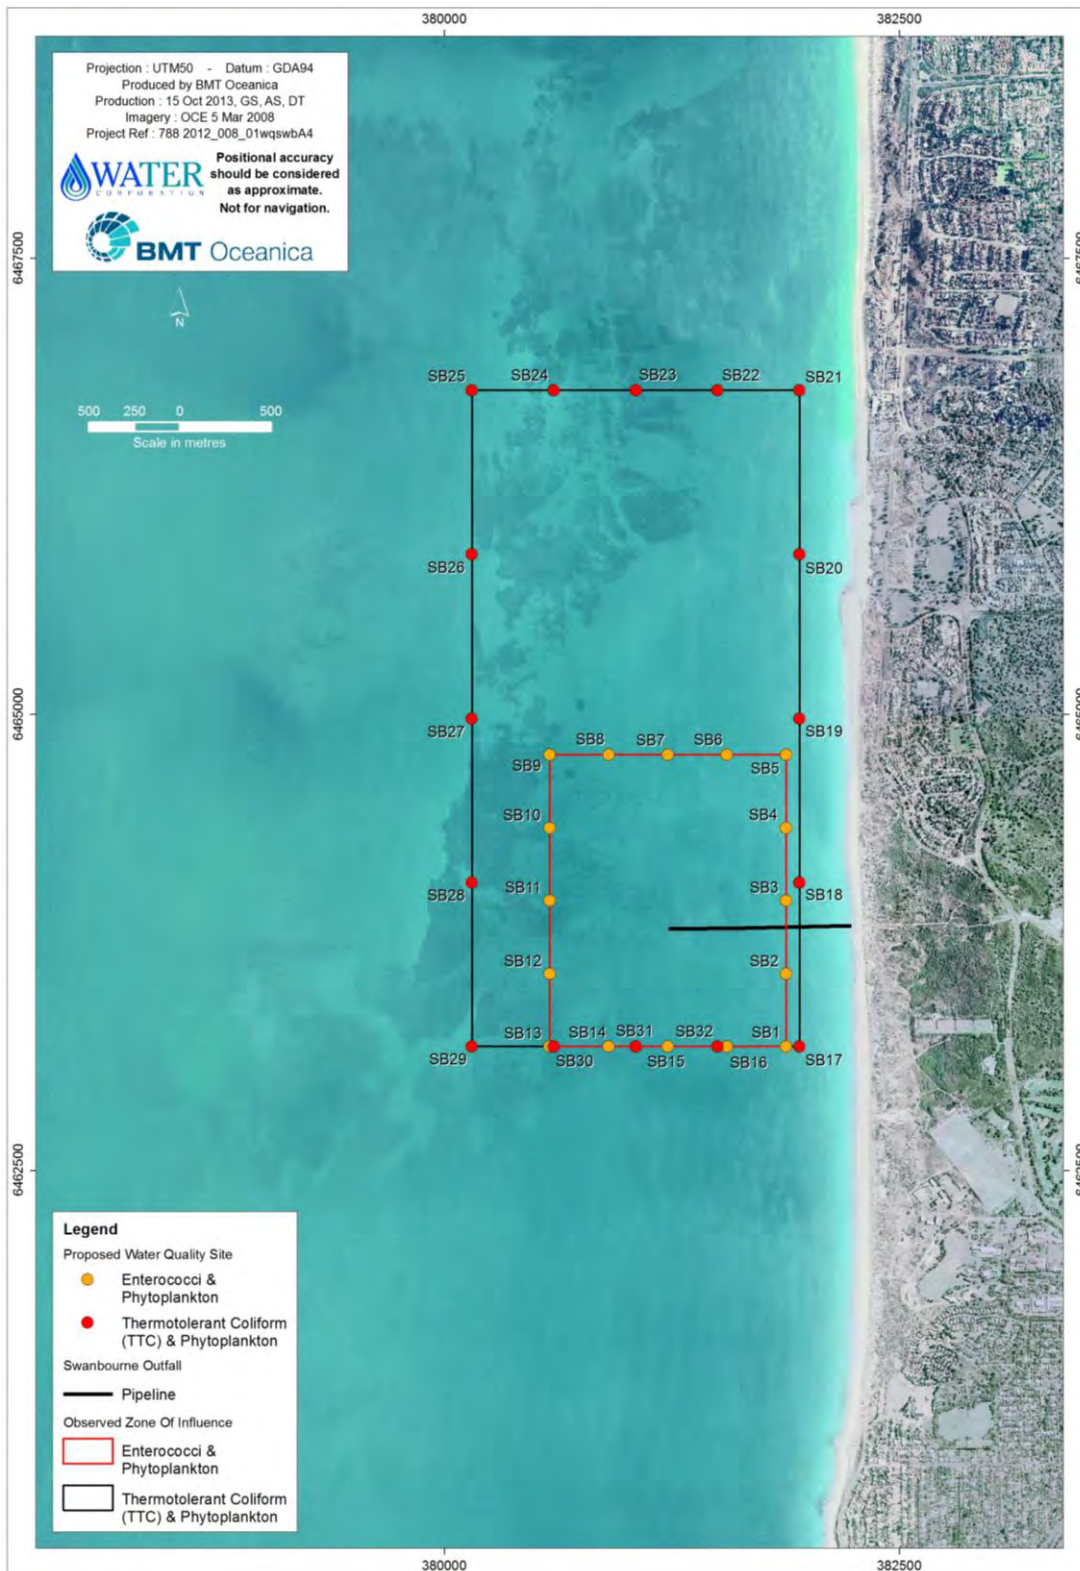 380000
382500
Projection : UTM50 - Datum : GDA94
Produced by BMT Oceanica
Production : 15 Oct 2013, GS, AS, DT
Imagery : OCE 5 Mar 2008
Project Ref : 788 2012_008_01wqswbA4
WATER
CORPORATION
Positional accuracy
should be considered
as approximate.
Not for navigation.
BMT Oceanica
6467500
6467500
N
500 250 0 500
Scale in metres
SB25
SB24
SB23
SB22
SB21
SB26
SB20
6465000
6465000
SB27
SB19
SB9
SB8
SB7
SB6
SB5
SB10
SB4
SB28
SB11
SB3
SB18
SB12
SB2
SB29
SB13
SB30
SB14
SB31
SB15
SB32
SB16
SB1
SB17
6462500
6462500
Legend
Proposed Water Quality Site
Enterococci &
Phytoplankton
Thermotolerant Coliform
(TTC) & Phytoplankton
Swanbourne Outfall
Pipeline
Observed Zone Of Influence
Enterococci &
Phytoplankton
Thermotolerant Coliform
(TTC) & Phytoplankton
380000
382500